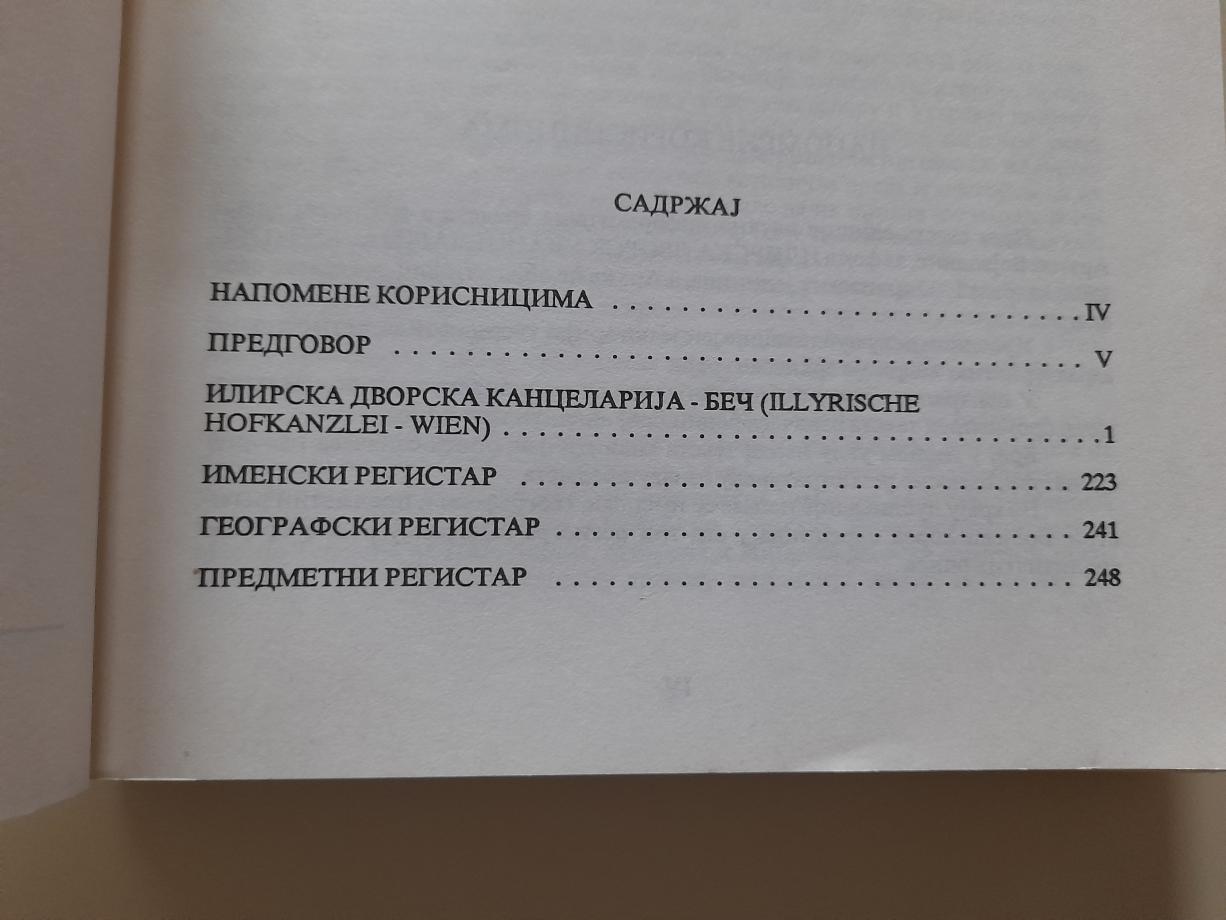 САДРЖАЈ
НАПОМЕНЕ КОРИСНИЦИМА . . . . . . . . . . . . . . . . . . . . . . . . . . . . . . IV
ПРЕДГОВОР . . . . . . . . . . . . . . . . . . . . . . . . . . . . . . . . . . . . . . . . . . . . V
ИЛИРСКА ДВОРСКА КАНЦЕЛАРИЈА - БЕЧ (ILLYRISCHE
HOFKANZLEI - WIEN) . . . . . . . . . . . . . . . . . . . . . . . . . . . . . . . . . . . . . . 1
ИМЕНСКИ РЕГИСТАР . . . . . . . . . . . . . . . . . . . . . . . . . . . . . . . . . . . 223
ГЕОГРАФСКИ РЕГИСТАР . . . . . . . . . . . . . . . . . . . . . . . . . . . . . . . . . 241
ПРЕДМЕТНИ РЕГИСТАР . . . . . . . . . . . . . . . . . . . . . . . . . . . . . . . . . 248